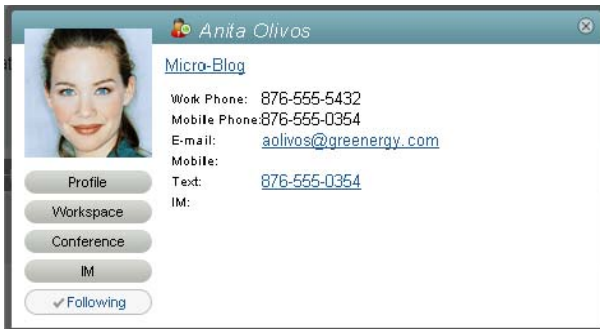 Anita Olivos
Micro-Blog
Work Phone: 876-555-5432
Mobile Phone:876-555-0354
E-mail: aolivos@greenergy.com
Mobile:
Text: 876-555-0354
IM:
Profile
Workspace
Conference
IM
Following